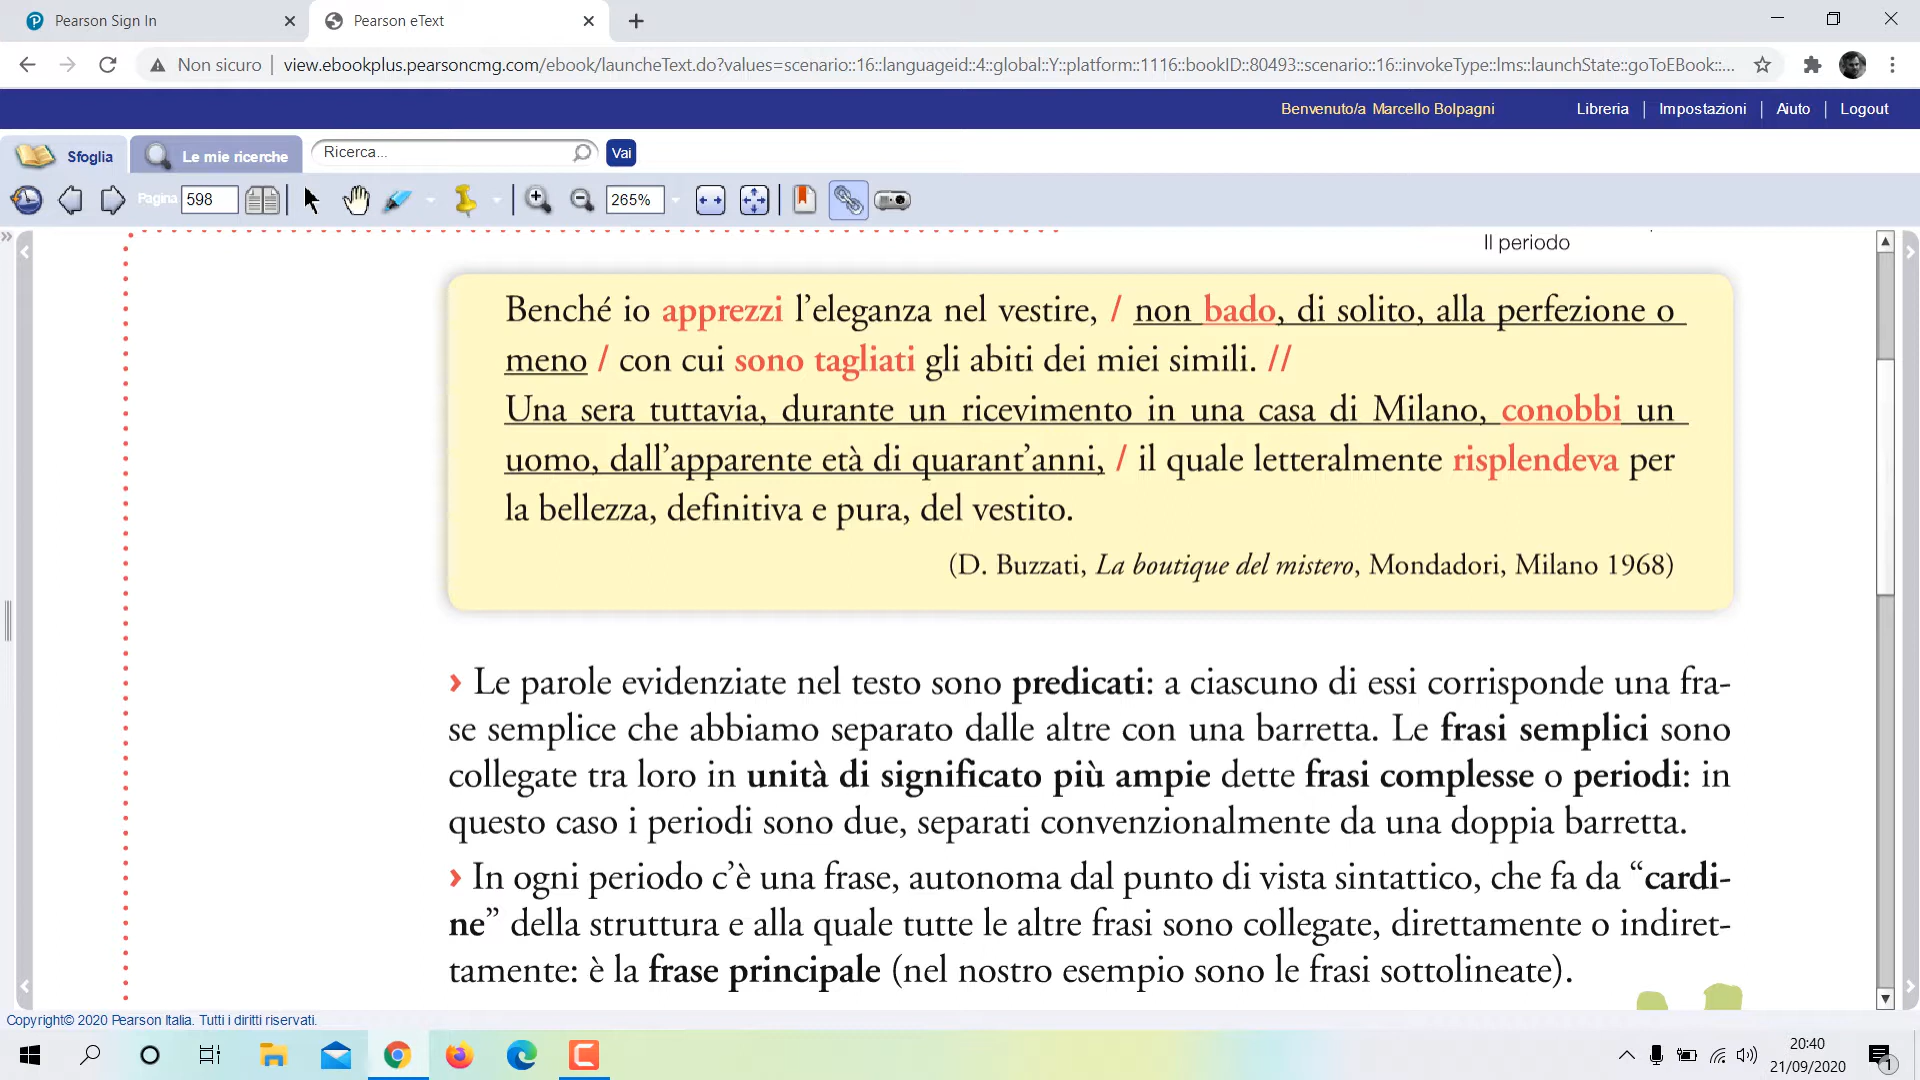 Pearson Sign In
Pearson eText
Non sicuro
view.ebookplus.pearsoncmg.com/ebook/launcheText.do?values=scenario::16::languageid::4::global::Y::platform::1116::bookID::80493::scenario::16::invokeType::lms::launchState::goToEBook::...
Benvenuto/a Marcello Bolpagni
Libreria | Impostazioni | Aiuto | Logout
Sfoglia
Le mie ricerche
Ricerca...
Vai
Pagina
598
265%
Il periodo
Benché io apprezzi l’eleganza nel vestire, / non bado, di solito, alla perfezione o
meno / con cui sono tagliati gli abiti dei miei simili. //
Una sera tuttavia, durante un ricevimento in una casa di Milano, conobbi un
uomo, dall’apparente età di quarant’anni, / il quale letteralmente risplendeva per
la bellezza, definitiva e pura, del vestito.
(D. Buzzati, La boutique del mistero, Mondadori, Milano 1968)
› Le parole evidenziate nel testo sono predicati: a ciascuno di essi corrisponde una fra-
se semplice che abbiamo separato dalle altre con una barretta. Le frasi semplici sono
collegate tra loro in unità di significato più ampie dette frasi complesse o periodi: in
questo caso i periodi sono due, separati convenzionalmente da una doppia barretta.
› In ogni periodo c’è una frase, autonoma dal punto di vista sintattico, che fa da “cardi-
ne” della struttura e alla quale tutte le altre frasi sono collegate, direttamente o indiret-
tamente: è la frase principale (nel nostro esempio sono le frasi sottolineate).
Copyright© 2020 Pearson Italia. Tutti i diritti riservati.
20:40
21/09/2020
1